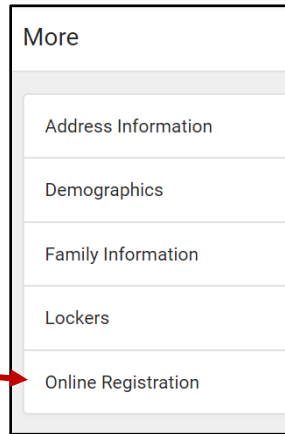 More
Address Information
Demographics
Family Information
Lockers
Online Registration